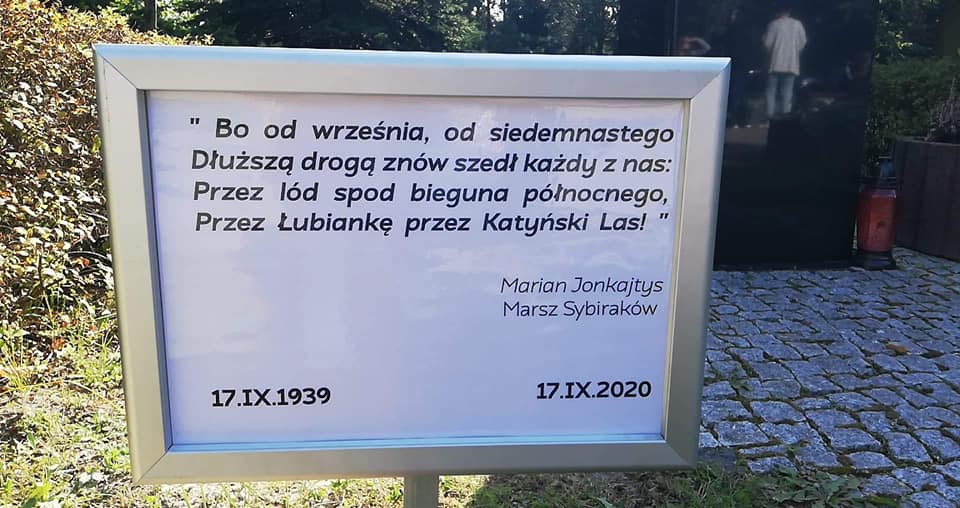 " Bo od września, od siedemnastego
Dłuższą drogą znów szedł każdy z nas:
Przez lód spod bieguna północnego,
Przez Łubiankę przez Katyński Las! "
Marian Jonkajtys
Marsz Sybiraków
17.IX.1939
17.IX.2020